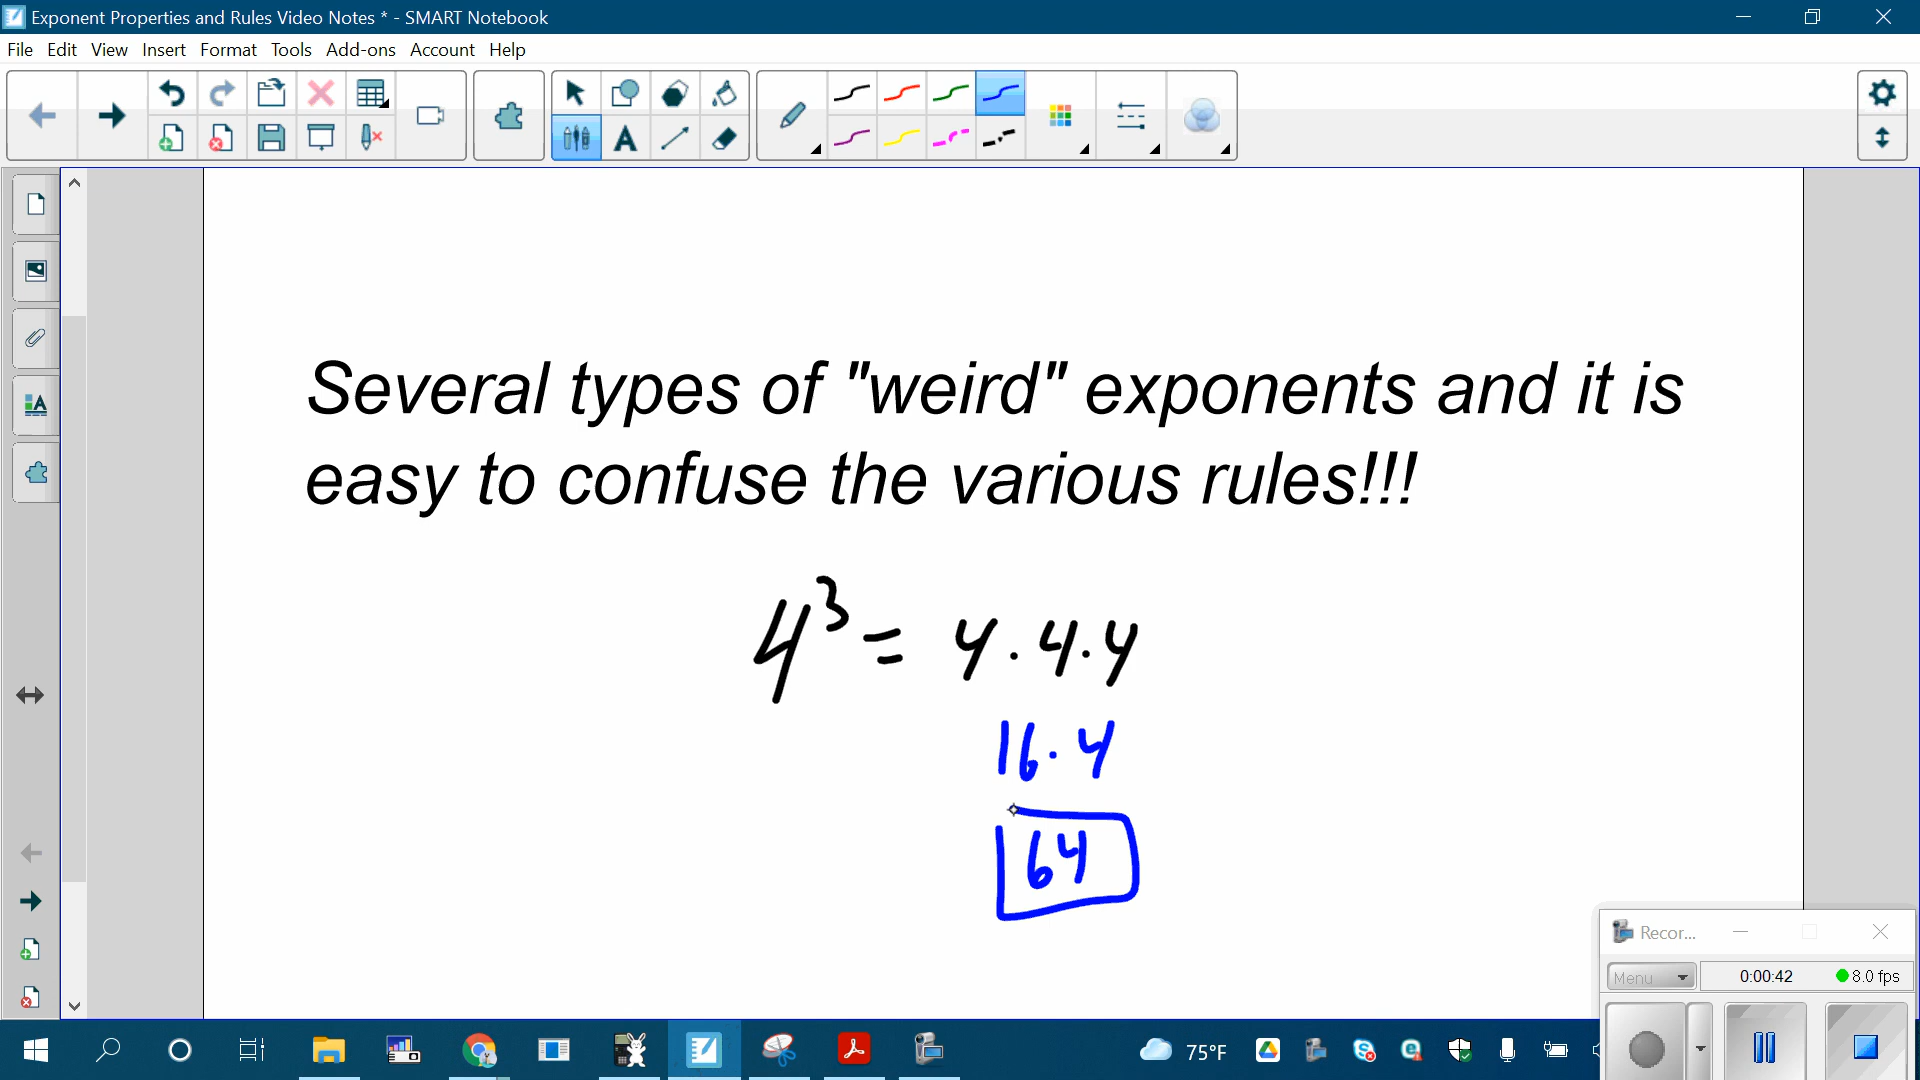 Exponent Properties and Rules Video Notes * - SMART Notebook
File Edit View Insert Format Tools Add-ons Account Help
Several types of "weird" exponents and it is
easy to confuse the various rules!!!
4³ = 4 · 4 · 4
16 · 4
64
Recor...
Menu 0:00:42 8.0 fps
75°F